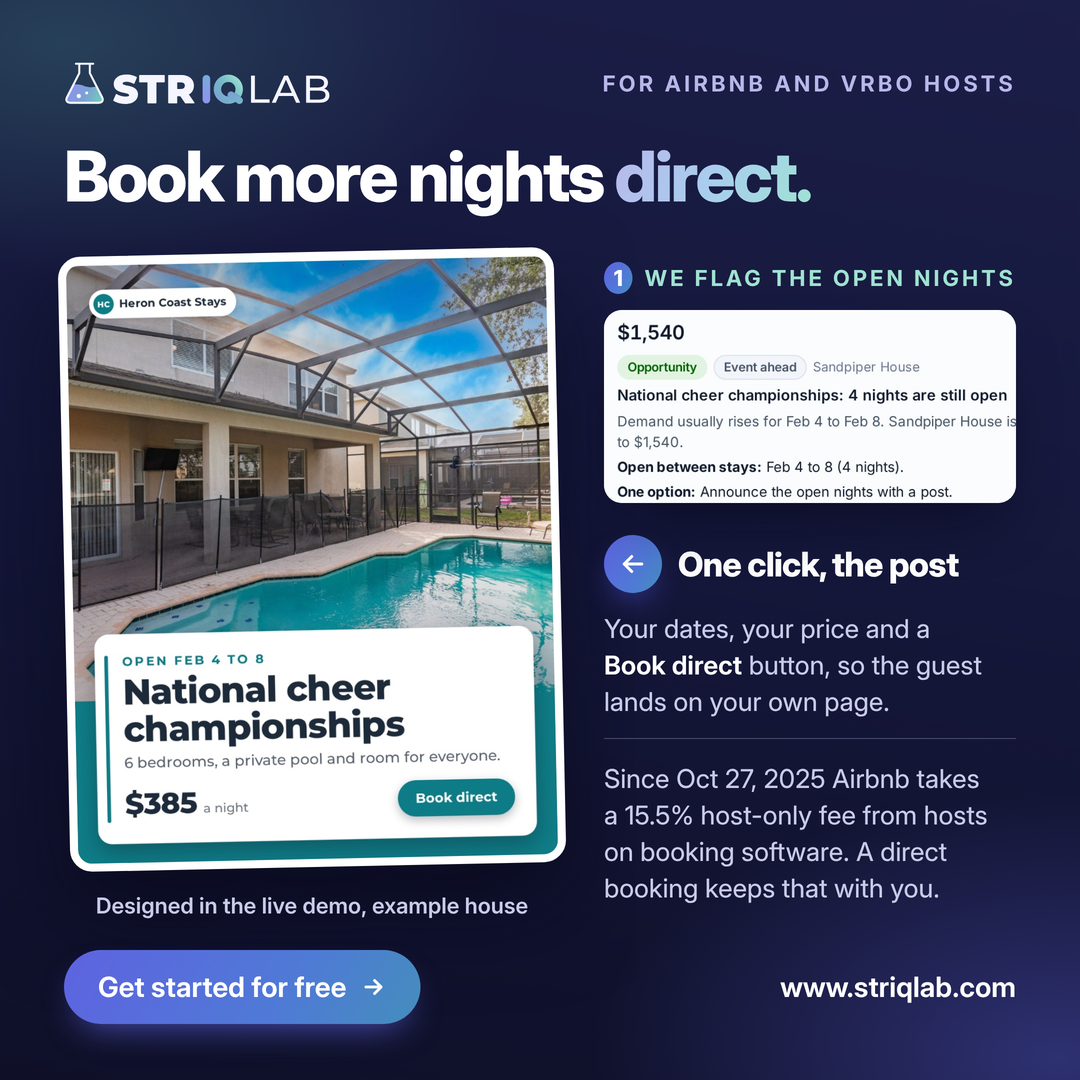 STRIQLAB
FOR AIRBNB AND VRBO HOSTS
Book more nights direct.
HC Heron Coast Stays
OPEN FEB 4 TO 8
National cheer
championships
6 bedrooms, a private pool and room for everyone.
$385 a night
Book direct
Designed in the live demo, example house
1 WE FLAG THE OPEN NIGHTS
$1,540
Opportunity Event ahead Sandpiper House
National cheer championships: 4 nights are still open
Demand usually rises for Feb 4 to Feb 8. Sandpiper House is
to $1,540.
Open between stays: Feb 4 to 8 (4 nights).
One option: Announce the open nights with a post.
One click, the post
Your dates, your price and a
Book direct button, so the guest
lands on your own page.
Since Oct 27, 2025 Airbnb takes
a 15.5% host-only fee from hosts
on booking software. A direct
booking keeps that with you.
Get started for free →
www.striqlab.com